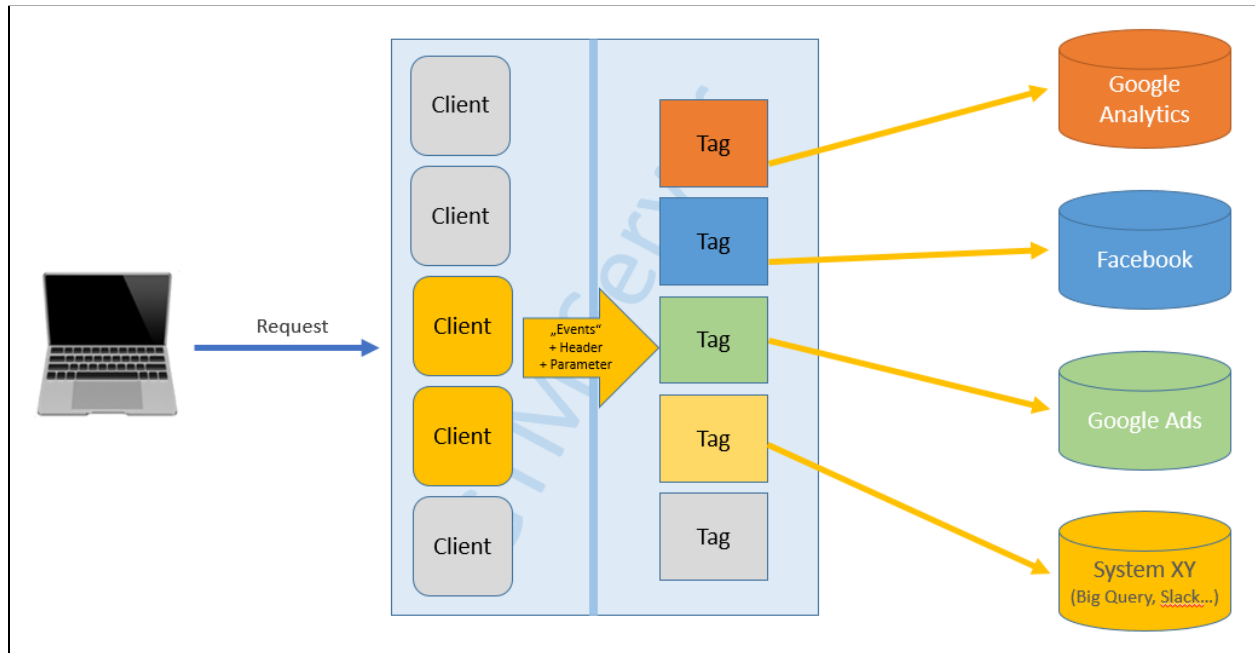 Request
Client
Client
Client
Client
Client
„Events“
+ Header
+ Parameter
Tag
Tag
Tag
Tag
Tag
Google
Analytics
Facebook
Google Ads
System XY
(Big Query, Slack...)